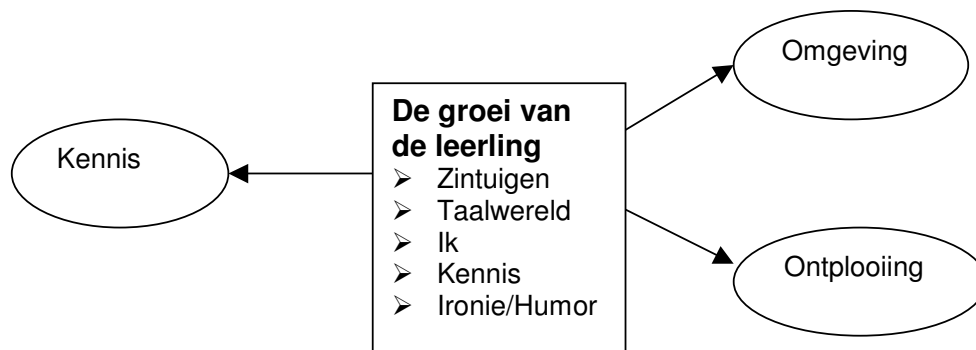 Omgeving
De groei van
de leerling
Kennis
➢ Zintuigen
➢ Taalwereld
➢ Ik
➢ Kennis
➢ Ironie/Humor
Ontplooiing